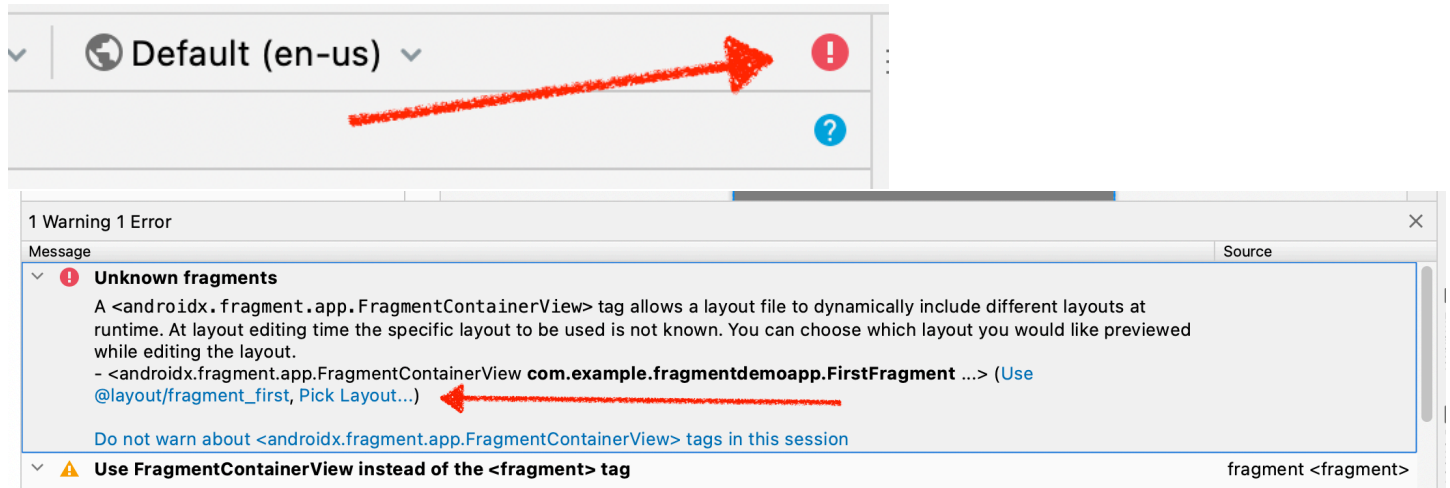 Default (en-us)
1 Warning 1 Error
Message Source
Unknown fragments
A <androidx.fragment.app.FragmentContainerView> tag allows a layout file to dynamically include different layouts at
runtime. At layout editing time the specific layout to be used is not known. You can choose which layout you would like previewed
while editing the layout.
- <androidx.fragment.app.FragmentContainerView com.example.fragmentdemoapp.FirstFragment ...> (Use
@layout/fragment_first, Pick Layout...)
Do not warn about <androidx.fragment.app.FragmentContainerView> tags in this session
Use FragmentContainerView instead of the <fragment> tag fragment <fragment>